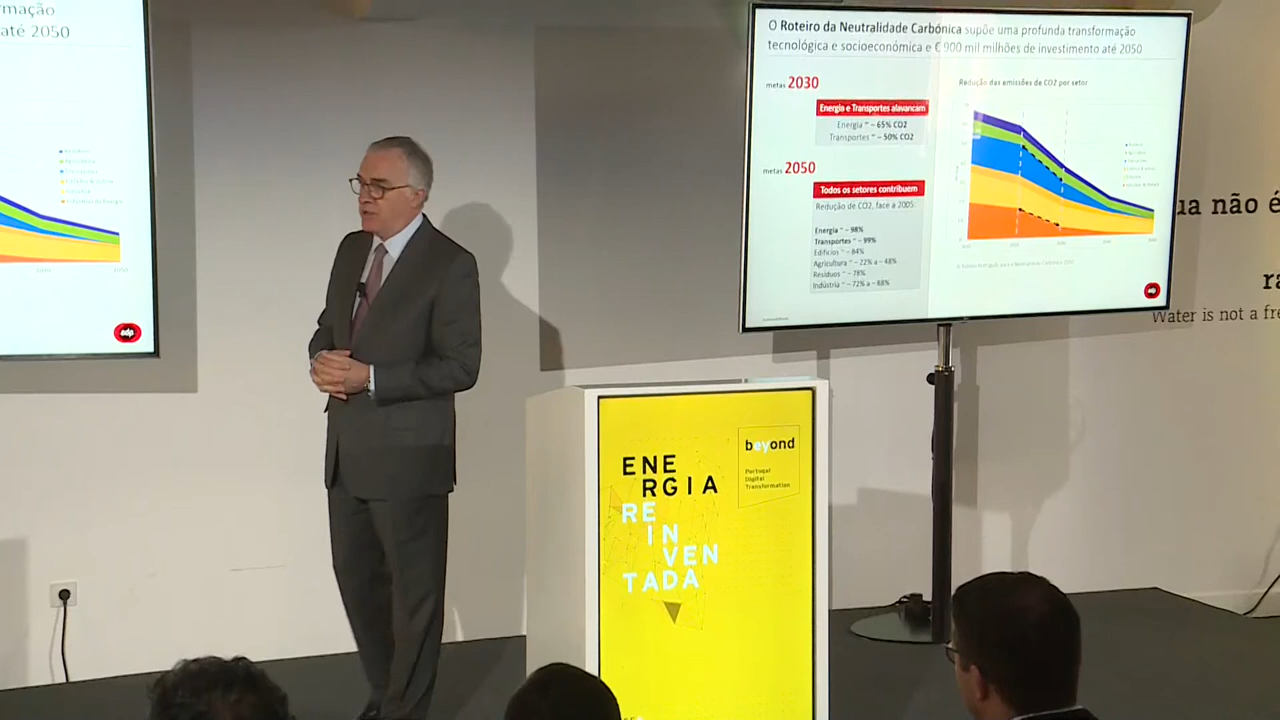 mação
até 2050
2050
edp
O Roteiro da Neutralidade Carbónica supõe uma profunda transformação
tecnológica e socioeconómica e € 900 mil milhões de investimento até 2050
metas 2030
Energia e Transportes alavancam
Energia ~ – 65% CO2
Transportes ~ – 50% CO2
metas 2050
Todos os setores contribuem
Redução de CO2, face a 2005:
Energia ~ – 98%
Transportes ~ – 99%
Edifícios ~ – 84%
Agricultura ~ – 22% a – 48%
Resíduos ~ – 78%
Indústria ~ – 72% a – 88%
Redução das emissões de CO2 por setor
ua não é
ra
Water is not a fre
beyond
Portugal
Digital
Transformation
ENE
RGIA
RE
IN
VEN
TADA